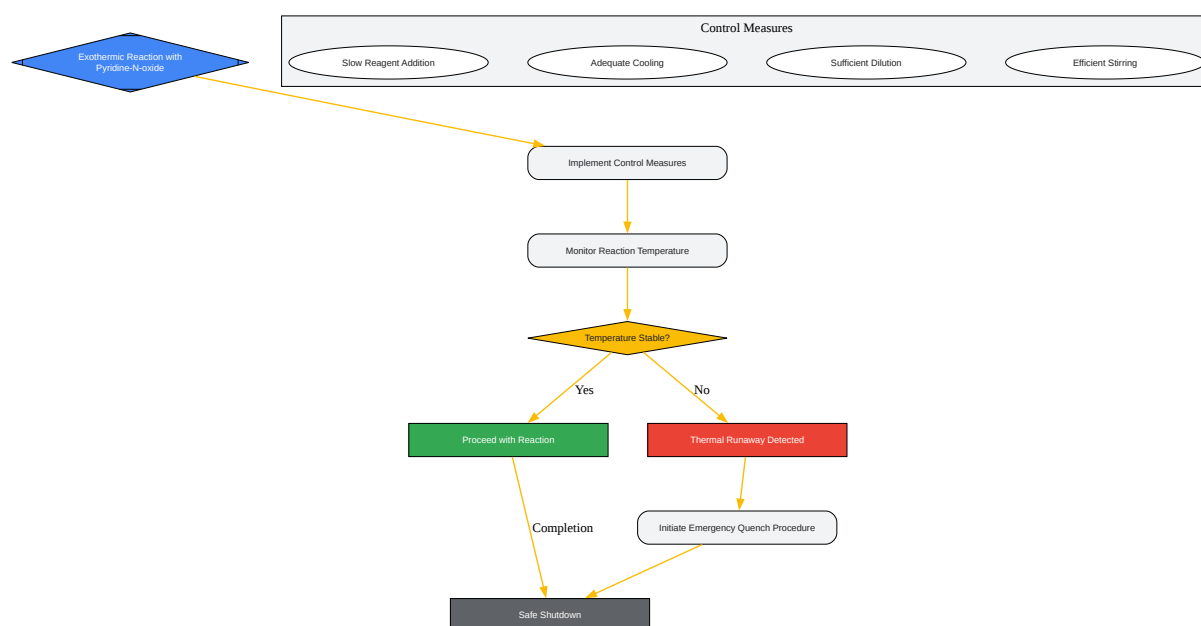 Control Measures
Exothermic Reaction with
Pyridine-N-oxide
Slow Reagent Addition
Adequate Cooling
Sufficient Dilution
Efficient Stirring
Implement Control Measures
Monitor Reaction Temperature
Temperature Stable?
Yes
No
Proceed with Reaction
Thermal Runaway Detected
Completion
Initiate Emergency Quench Procedure
Safe Shutdown